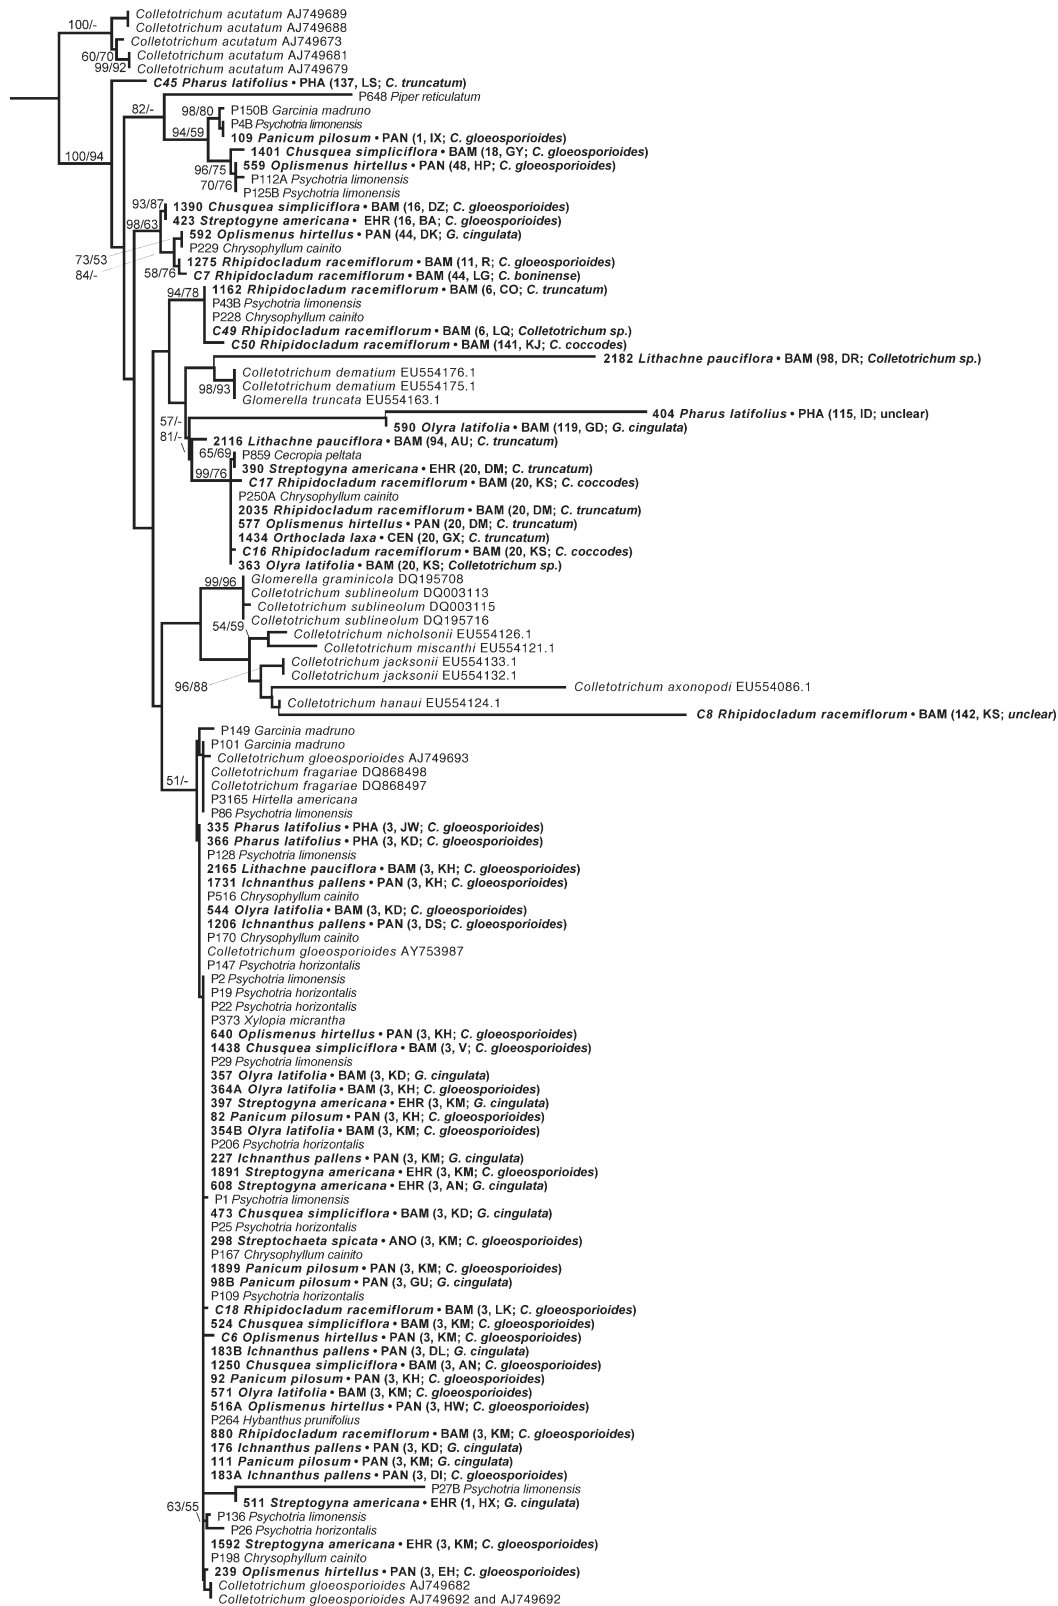 Colletotrichum acutatum AJ749689
100/-
Colletotrichum acutatum AJ749688
Colletotrichum acutatum AJ749673
60/70
Colletotrichum acutatum AJ749681
99/92
Colletotrichum acutatum AJ749679
C45 Pharus latifolius • PHA (137, LS; C. truncatum)
P648 Piper reticulatum
82/-
98/80
P150B Garcinia madruno
P4B Psychotria limonensis
94/59
109 Panicum pilosum • PAN (1, IX; C. gloeosporioides)
1401 Chusquea simpliciflora • BAM (18, GY; C. gloeosporioides)
100/94
559 Oplismenus hirtellus • PAN (48, HP; C. gloeosporioides)
96/75
P112A Psychotria limonensis
70/76
P125B Psychotria limonensis
93/87
1390 Chusquea simpliciflora • BAM (16, DZ; C. gloeosporioides)
423 Streptogyne americana • EHR (16, BA; C. gloeosporioides)
98/63
592 Oplismenus hirtellus • PAN (44, DK; G. cingulata)
P229 Chrysophyllum cainito
73/53
1275 Rhipidocladum racemiflorum • BAM (11, R; C. gloeosporioides)
84/-
58/76
C7 Rhipidocladum racemiflorum • BAM (44, LG; C. boninense)
94/78
1162 Rhipidocladum racemiflorum • BAM (6, CO; C. truncatum)
P43B Psychotria limonensis
P228 Chrysophyllum cainito
C49 Rhipidocladum racemiflorum • BAM (6, LQ; Colletotrichum sp.)
C50 Rhipidocladum racemiflorum • BAM (141, KJ; C. coccodes)
2182 Lithachne pauciflora • BAM (98, DR; Colletotrichum sp.)
Colletotrichum dematium EU554176.1
98/93
Colletotrichum dematium EU554175.1
Glomerella truncata EU554163.1
404 Pharus latifolius • PHA (115, ID; unclear)
57/-
590 Olyra latifolia • BAM (119, GD; G. cingulata)
81/-
2116 Lithachne pauciflora • BAM (94, AU; C. truncatum)
65/69
P859 Cecropia peltata
390 Streptogyna americana • EHR (20, DM; C. truncatum)
99/76
C17 Rhipidocladum racemiflorum • BAM (20, KS; C. coccodes)
P250A Chrysophyllum cainito
2035 Rhipidocladum racemiflorum • BAM (20, DM; C. truncatum)
577 Oplismenus hirtellus • PAN (20, DM; C. truncatum)
1434 Orthoclada laxa • CEN (20, GX; C. truncatum)
C16 Rhipidocladum racemiflorum • BAM (20, KS; C. coccodes)
363 Olyra latifolia • BAM (20, KS; Colletotrichum sp.)
99/96
Glomerella graminicola DQ195708
Colletotrichum sublineolum DQ003113
Colletotrichum sublineolum DQ003115
Colletotrichum sublineolum DQ195716
54/59
Colletotrichum nicholsonii EU554126.1
Colletotrichum miscanthi EU554121.1
Colletotrichum jacksonii EU554133.1
Colletotrichum jacksonii EU554132.1
96/88
Colletotrichum axonopodi EU554086.1
Colletotrichum hanaui EU554124.1
C8 Rhipidocladum racemiflorum • BAM (142, KS; unclear)
P149 Garcinia madruno
P101 Garcinia madruno
Colletotrichum gloeosporioides AJ749693
Colletotrichum fragariae DQ868498
51/-
Colletotrichum fragariae DQ868497
P3165 Hirtella americana
P86 Psychotria limonensis
335 Pharus latifolius • PHA (3, JW; C. gloeosporioides)
366 Pharus latifolius • PHA (3, KD; C. gloeosporioides)
P128 Psychotria limonensis
2165 Lithachne pauciflora • BAM (3, KH; C. gloeosporioides)
1731 Ichnanthus pallens • PAN (3, KH; C. gloeosporioides)
P516 Chrysophyllum cainito
544 Olyra latifolia • BAM (3, KD; C. gloeosporioides)
1206 Ichnanthus pallens • PAN (3, DS; C. gloeosporioides)
P170 Chrysophyllum cainito
Colletotrichum gloeosporioides AY753987
P147 Psychotria horizontalis
P2 Psychotria limonensis
P19 Psychotria horizontalis
P22 Psychotria horizontalis
P373 Xylopia micrantha
640 Oplismenus hirtellus • PAN (3, KH; C. gloeosporioides)
1438 Chusquea simpliciflora • BAM (3, V; C. gloeosporioides)
P29 Psychotria limonensis
357 Olyra latifolia • BAM (3, KD; G. cingulata)
364A Olyra latifolia • BAM (3, KH; C. gloeosporioides)
397 Streptogyna americana • EHR (3, KM; G. cingulata)
82 Panicum pilosum • PAN (3, KH; C. gloeosporioides)
354B Olyra latifolia • BAM (3, KM; C. gloeosporioides)
P206 Psychotria horizontalis
227 Ichnanthus pallens • PAN (3, KM; G. cingulata)
1891 Streptogyna americana • EHR (3, KM; C. gloeosporioides)
608 Streptogyna americana • EHR (3, AN; G. cingulata)
P1 Psychotria limonensis
473 Chusquea simpliciflora • BAM (3, KD; G. cingulata)
P25 Psychotria horizontalis
298 Streptochaeta spicata • ANO (3, KM; C. gloeosporioides)
P167 Chrysophyllum cainito
1899 Panicum pilosum • PAN (3, KM; C. gloeosporioides)
98B Panicum pilosum • PAN (3, GU; G. cingulata)
P109 Psychotria horizontalis
C18 Rhipidocladum racemiflorum • BAM (3, LK; C. gloeosporioides)
524 Chusquea simpliciflora • BAM (3, KM; C. gloeosporioides)
C6 Oplismenus hirtellus • PAN (3, KM; C. gloeosporioides)
183B Ichnanthus pallens • PAN (3, DL; G. cingulata)
1250 Chusquea simpliciflora • BAM (3, AN; C. gloeosporioides)
92 Panicum pilosum • PAN (3, KH; C. gloeosporioides)
571 Olyra latifolia • BAM (3, KM; C. gloeosporioides)
516A Oplismenus hirtellus • PAN (3, HW; C. gloeosporioides)
P264 Hybanthus prunifolius
880 Rhipidocladum racemiflorum • BAM (3, KM; C. gloeosporioides)
176 Ichnanthus pallens • PAN (3, KD; G. cingulata)
111 Panicum pilosum • PAN (3, KM; G. cingulata)
183A Ichnanthus pallens • PAN (3, DI; C. gloeosporioides)
P27B Psychotria limonensis
63/55
511 Streptogyna americana • EHR (1, HX; G. cingulata)
P136 Psychotria limonensis
P26 Psychotria horizontalis
1592 Streptogyna americana • EHR (3, KM; C. gloeosporioides)
P198 Chrysophyllum cainito
239 Oplismenus hirtellus • PAN (3, EH; C. gloeosporioides)
Colletotrichum gloeosporioides AJ749682
Colletotrichum gloeosporioides AJ749692 and AJ749692